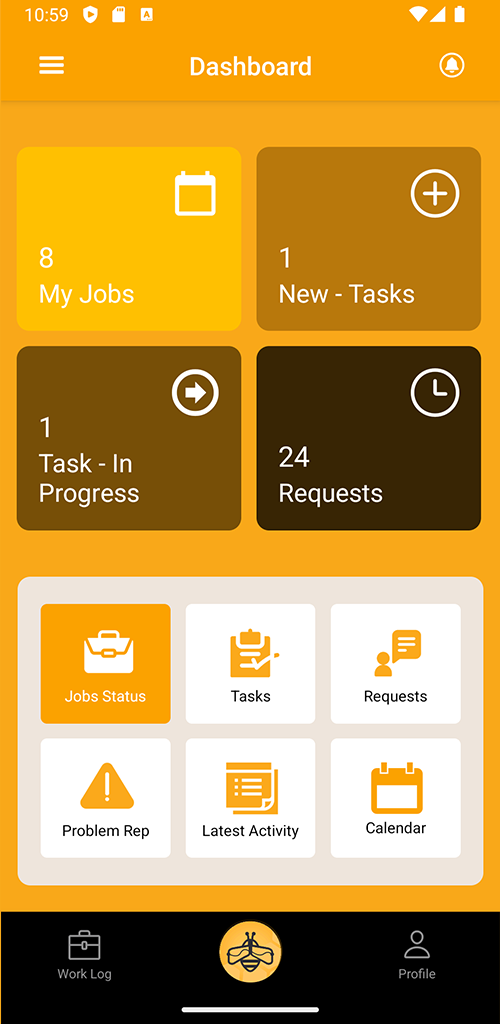 10:59
Dashboard
8
My Jobs
1
New - Tasks
1
Task - In
Progress
24
Requests
Jobs Status
Tasks
Requests
Problem Rep
Latest Activity
Calendar
Work Log
Profile